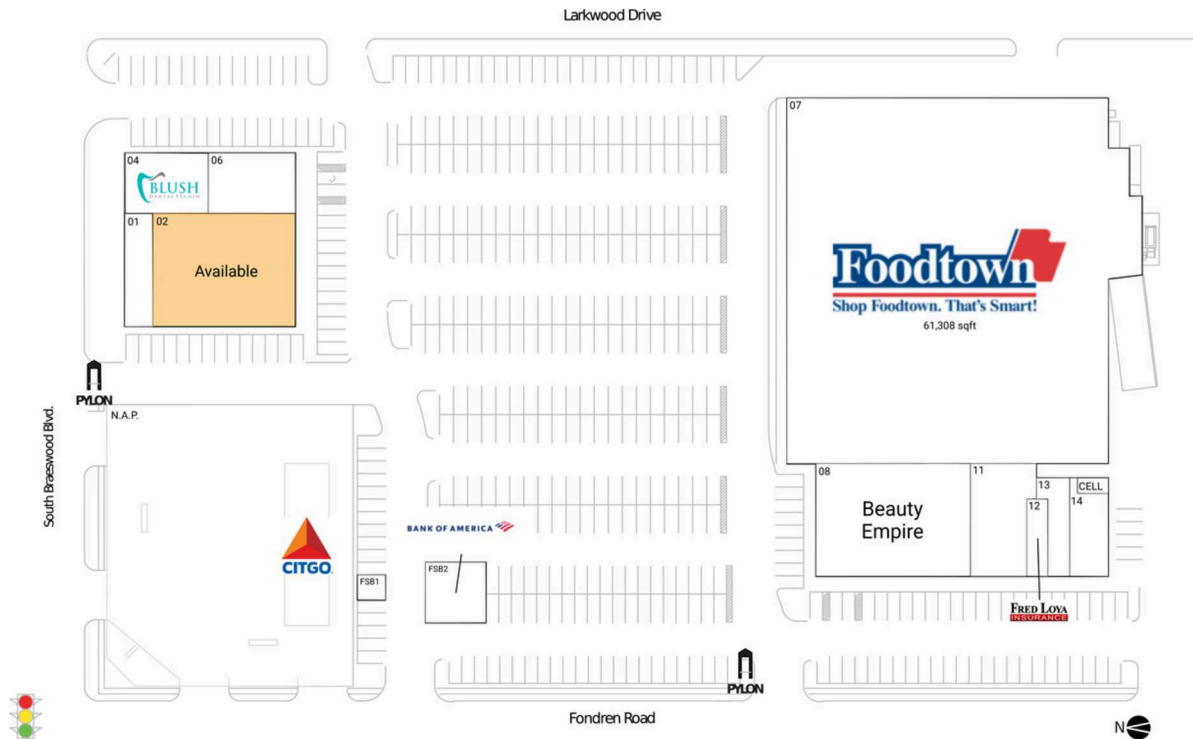 Larkwood Drive
07
04
06
BLUSH
DENTAL STUDIO
01
02
Available
Foodtown
Shop Foodtown. That's Smart!
61,308 sqft
PYLON
South Braeswood Blvd.
N.A.P.
08
11
13
CELL
14
12
Beauty
Empire
BANK OF AMERICA
CITGO
FSB1
FSB2
FRED LOYA
INSURANCE
PYLON
Fondren Road
N